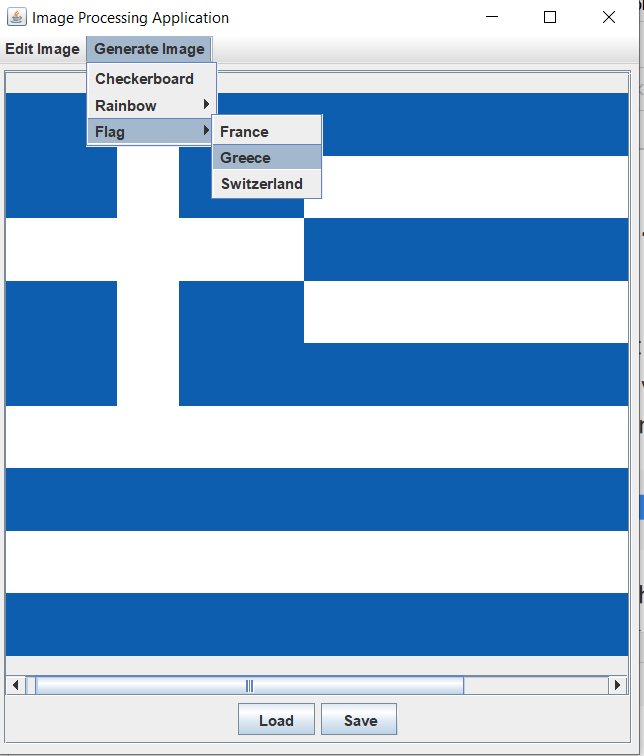 Image Processing Application
Edit Image Generate Image
Checkerboard
Rainbow
Flag
France
Greece
Switzerland
Load Save